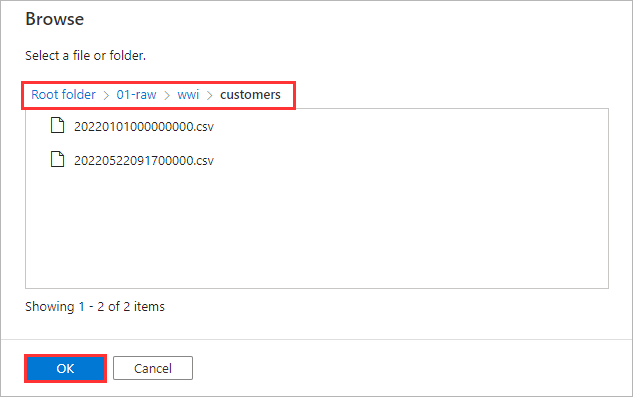 Browse
Select a file or folder.
Root folder > 01-raw > wwi > customers
20220101000000000.csv
20220522091700000.csv
Showing 1 - 2 of 2 items
OK Cancel